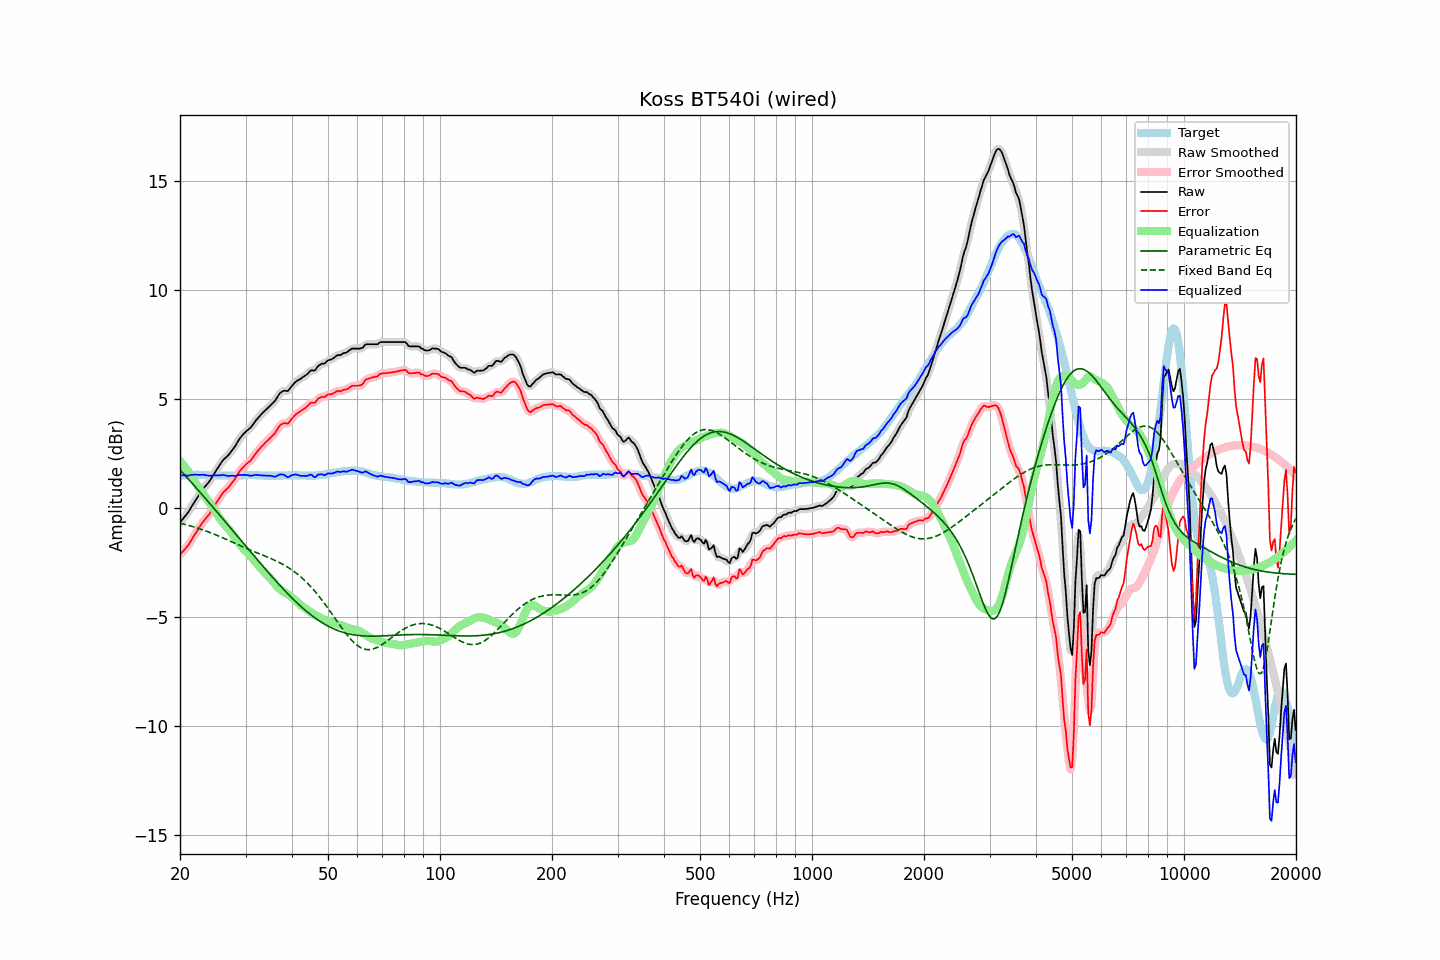 Koss BT540i (wired)
Target
Raw Smoothed
Error Smoothed
Raw
Error
Equalization
Parametric Eq
Fixed Band Eq
Equalized
Amplitude (dBr)
15
10
5
0
−5
−10
−15
20 50 100 200 500 1000 2000 5000 10000 20000
Frequency (Hz)